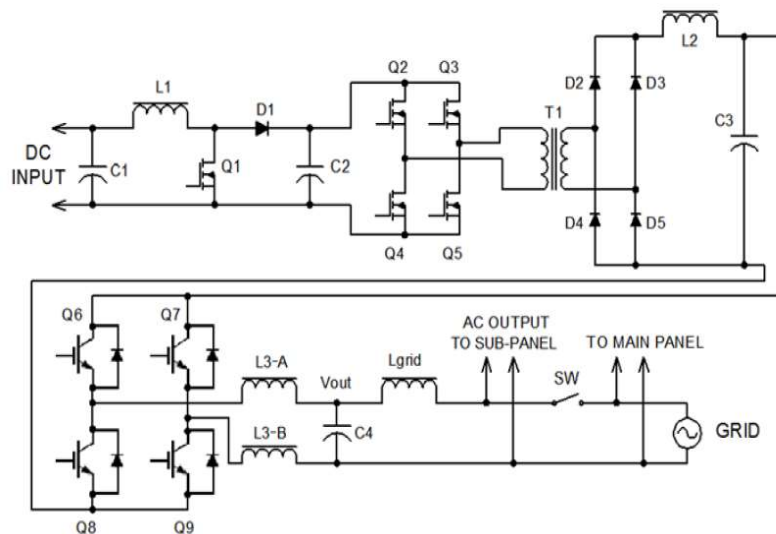 L2
Q2 Q3
L1
D2 D3
T1
D1
C3
DC
INPUT
C1
Q1
C2
D4 D5
Q4 Q5
Q6 Q7
AC OUTPUT
TO SUB-PANEL
TO MAIN PANEL
L3-A
Vout
Lgrid
SW
C4
GRID
L3-B
Q8 Q9